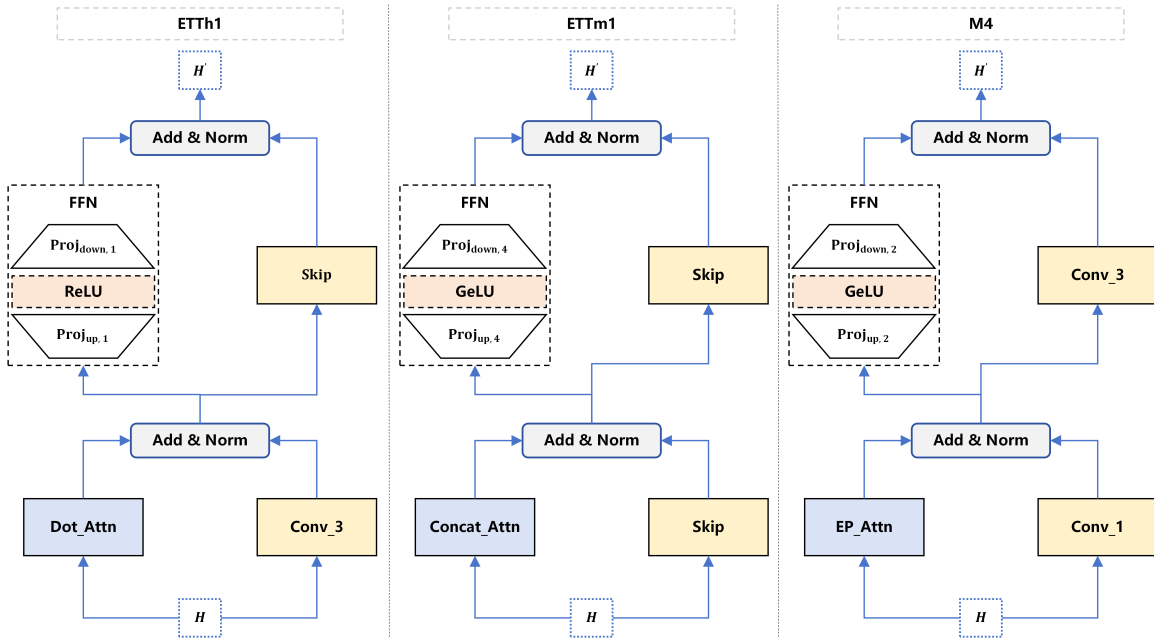 ETTh1
H'
Add & Norm
FFN
Proj_down, 1
ReLU
Proj_up, 1
Skip
Add & Norm
Dot_Attn
Conv_3
H
ETTm1
H'
Add & Norm
FFN
Proj_down, 4
GeLU
Proj_up, 4
Skip
Add & Norm
Concat_Attn
Skip
H
M4
H'
Add & Norm
FFN
Proj_down, 2
GeLU
Proj_up, 2
Conv_3
Add & Norm
EP_Attn
Conv_1
H